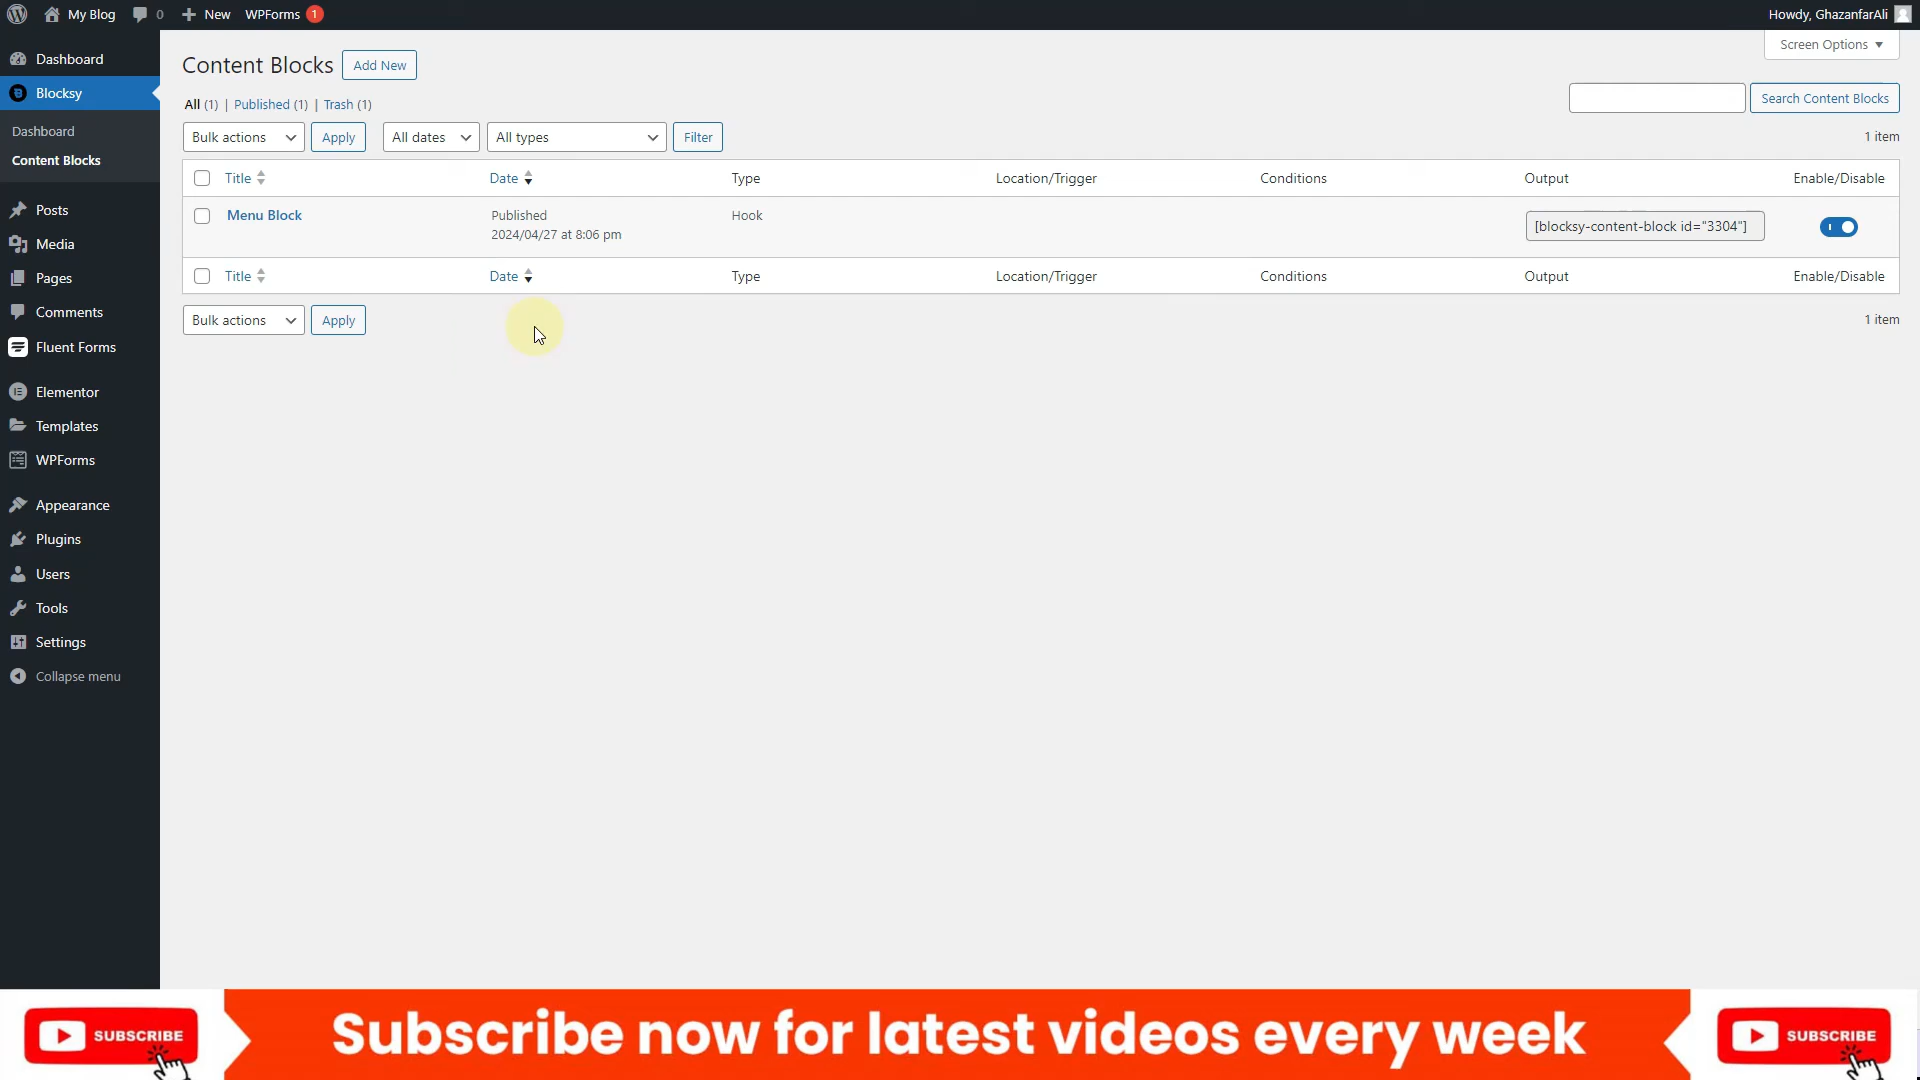 My Blog 0 New WPForms 1 Howdy, GhazanfarAli
Screen Options
Dashboard
Blocksy
Dashboard
Content Blocks
Posts
Media
Pages
Comments
Fluent Forms
Elementor
Templates
WPForms
Appearance
Plugins
Users
Tools
Settings
Collapse menu
Content Blocks Add New
All (1) | Published (1) | Trash (1)
Search Content Blocks
Bulk actions Apply All dates All types Filter 1 item
Title Date Type Location/Trigger Conditions Output Enable/Disable
Menu Block Published Hook
2024/04/27 at 8:06 pm
[blocksy-content-block id="3304"]
Title Date Type Location/Trigger Conditions Output Enable/Disable
Bulk actions Apply 1 item
SUBSCRIBE Subscribe now for latest videos every week SUBSCRIBE